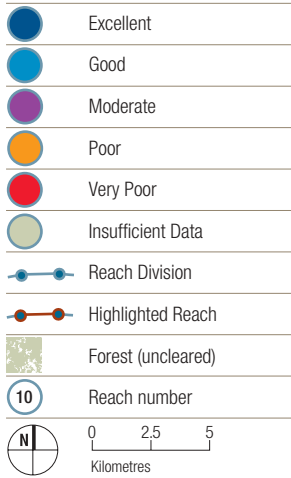 Excellent
Good
Moderate
Poor
Very Poor
Insufficient Data
Reach Division
Highlighted Reach
Forest (uncleared)
10 Reach number
N 0 2.5 5
Kilometres